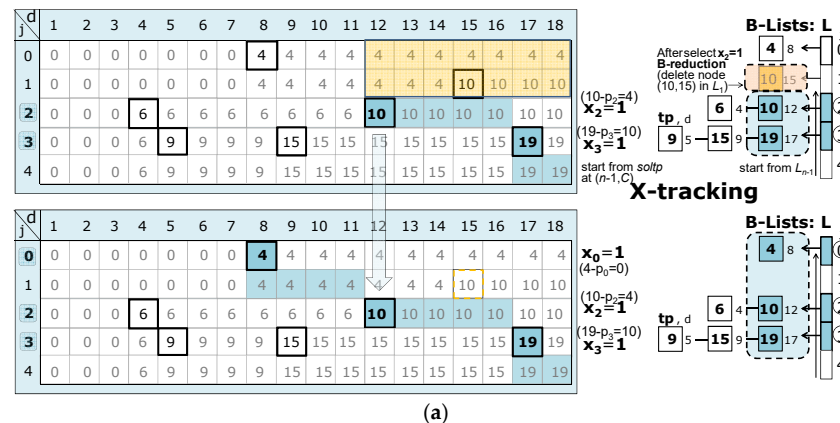 d
j 1 2 3 4 5 6 7 8 9 10 11 12 13 14 15 16 17 18
0 0 0 0 0 0 0 0 4 4 4 4 4 4 4 4 4 4 4
1 0 0 0 0 0 0 0 4 4 4 4 4 4 4 10 10 10 10
2 0 0 0 6 6 6 6 6 6 6 6 10 10 10 10 10 10 10
3 0 0 0 6 9 9 9 9 15 15 15 15 15 15 15 15 19 19
4 0 0 0 6 9 9 9 9 15 15 15 15 15 15 15 15 19 19
(10-p₂=4)
x₂=1
(19-p₃=10)
x₃=1
start from soltp
at (n-1,C)
B-Lists: L
After select x₂=1
B-reduction
(delete node
(10,15) in L₁)
4 8
10 15
6 4 10 12
tp, d
9 5 15 9 19 17
start from Lₙ₋₁
X-tracking
d
j 1 2 3 4 5 6 7 8 9 10 11 12 13 14 15 16 17 18
0 0 0 0 0 0 0 0 4 4 4 4 4 4 4 4 4 4 4
1 0 0 0 0 0 0 0 4 4 4 4 4 4 4 10 10 10 10
2 0 0 0 6 6 6 6 6 6 6 6 10 10 10 10 10 10 10
3 0 0 0 6 9 9 9 9 15 15 15 15 15 15 15 15 19 19
4 0 0 0 6 9 9 9 9 15 15 15 15 15 15 15 15 19 19
x₀=1
(4-p₀=0)
(10-p₂=4)
x₂=1
(19-p₃=10)
x₃=1
B-Lists: L
4 8
6 4 10 12
tp, d
9 5 15 9 19 17
(a)